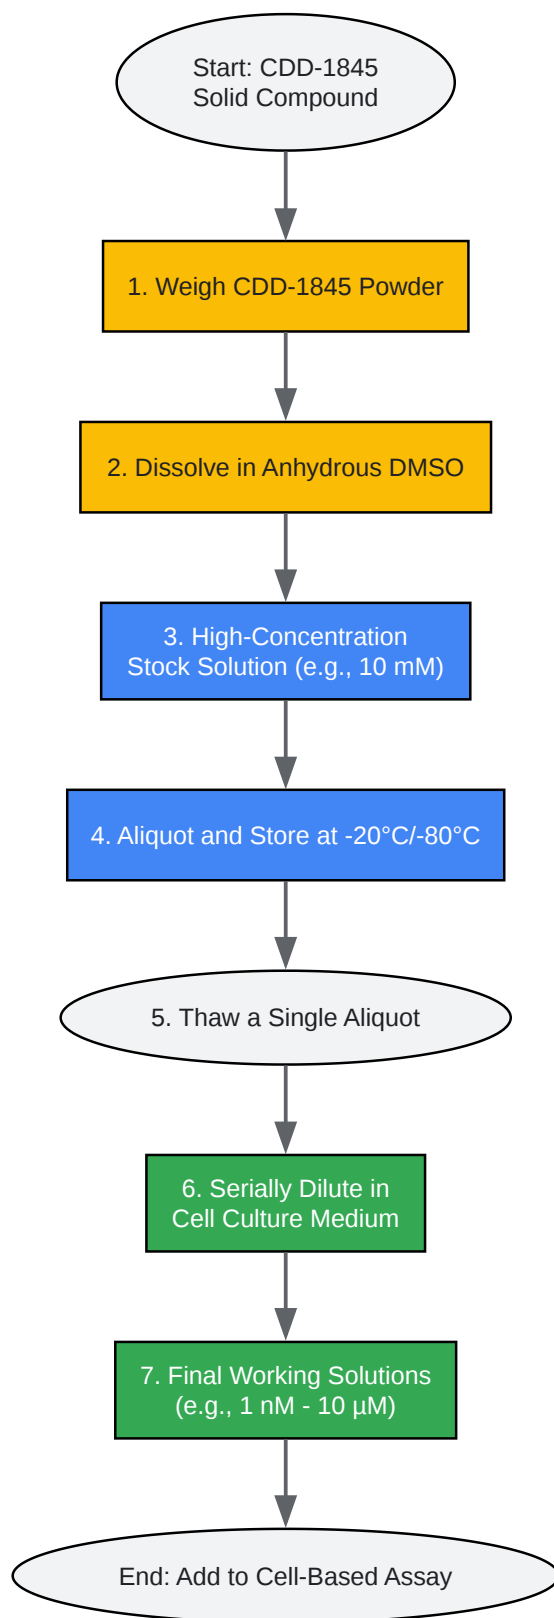 Start: CDD-1845
Solid Compound
1. Weigh CDD-1845 Powder
2. Dissolve in Anhydrous DMSO
3. High-Concentration
Stock Solution (e.g., 10 mM)
4. Aliquot and Store at -20°C/-80°C
5. Thaw a Single Aliquot
6. Serially Dilute in
Cell Culture Medium
7. Final Working Solutions
(e.g., 1 nM - 10 µM)
End: Add to Cell-Based Assay